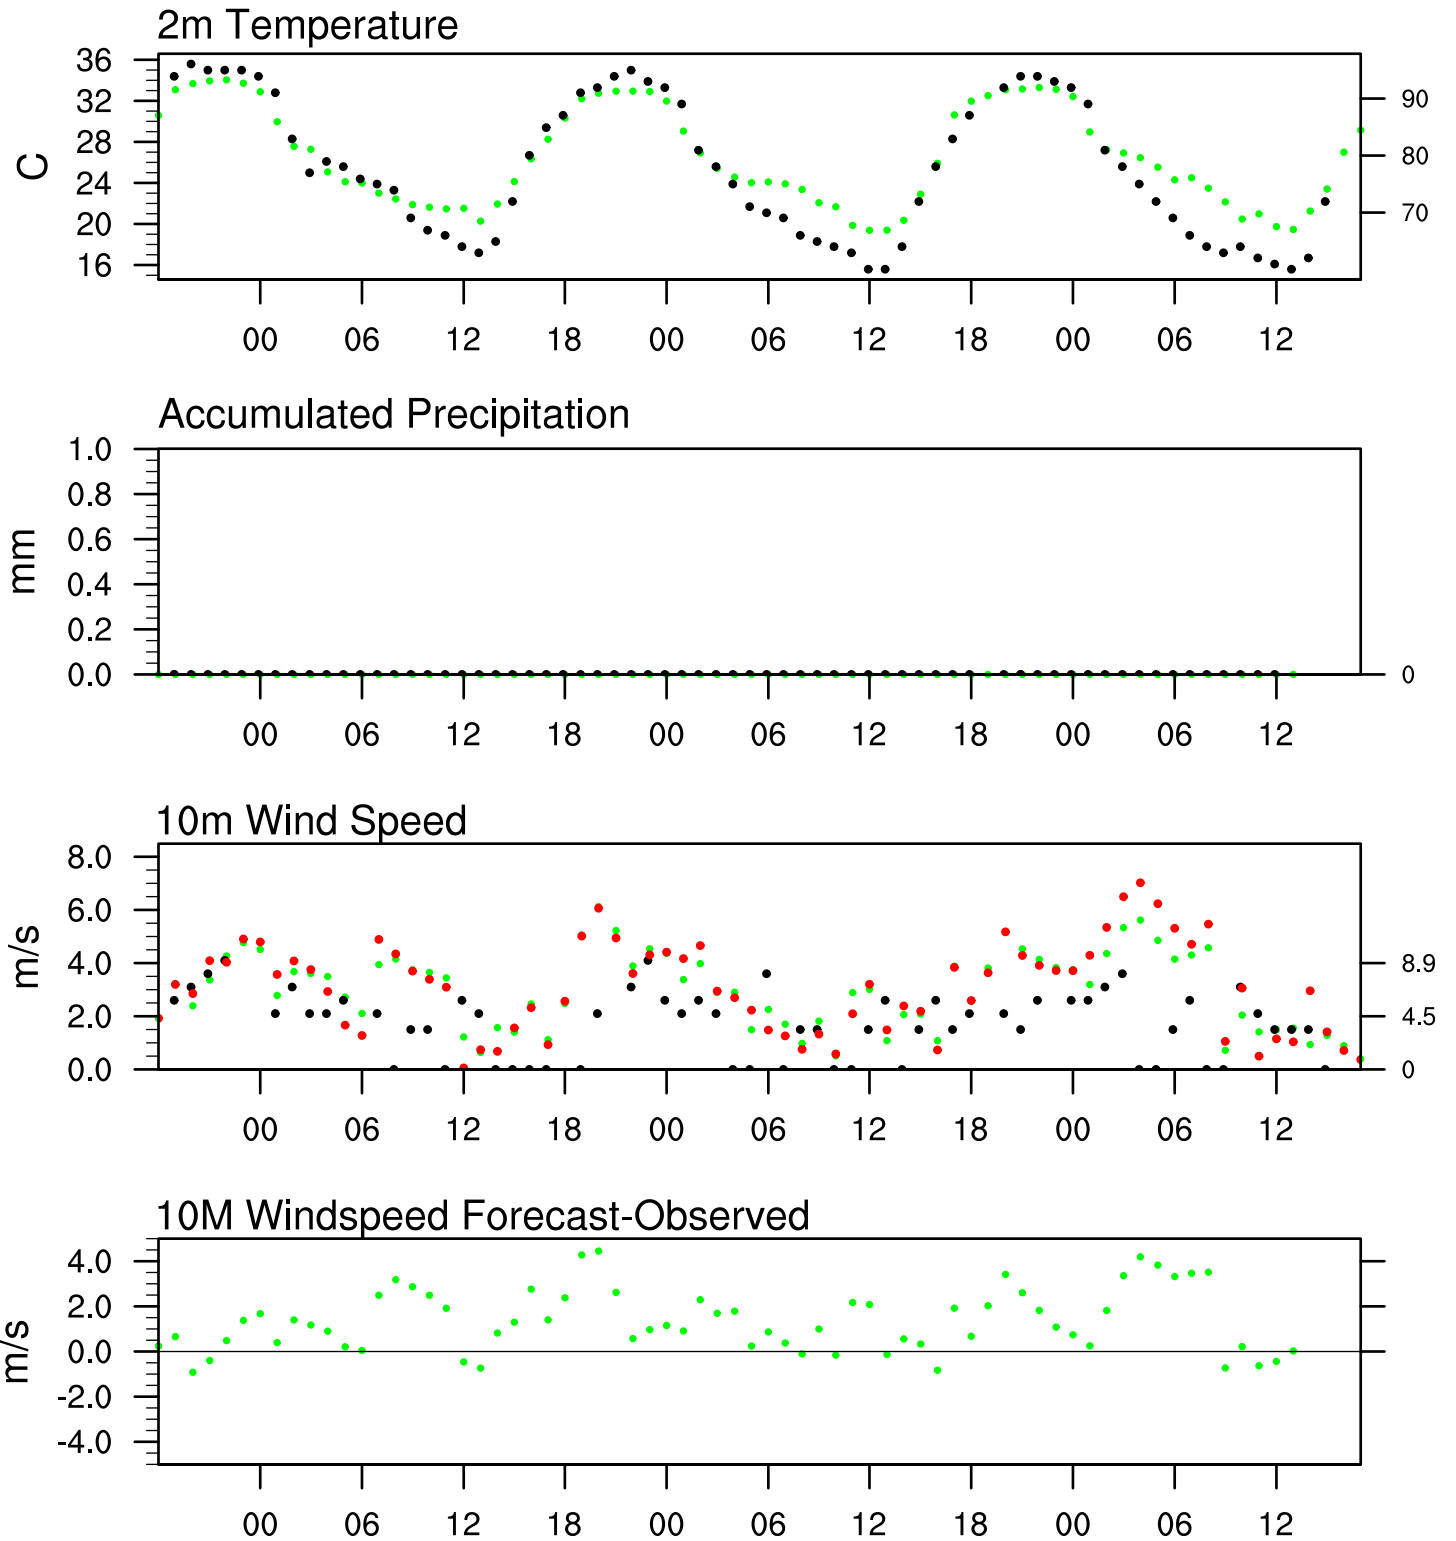 2m Temperature
36
32
28
24
20
16
C
90
80
70
00 06 12 18 00 06 12 18 00 06 12
Accumulated Precipitation
1.0
0.8
0.6
0.4
0.2
0.0
mm
0
00 06 12 18 00 06 12 18 00 06 12
10m Wind Speed
8.0
6.0
4.0
2.0
0.0
m/s
8.9
4.5
0
00 06 12 18 00 06 12 18 00 06 12
10M Windspeed Forecast-Observed
4.0
2.0
0.0
-2.0
-4.0
m/s
00 06 12 18 00 06 12 18 00 06 12